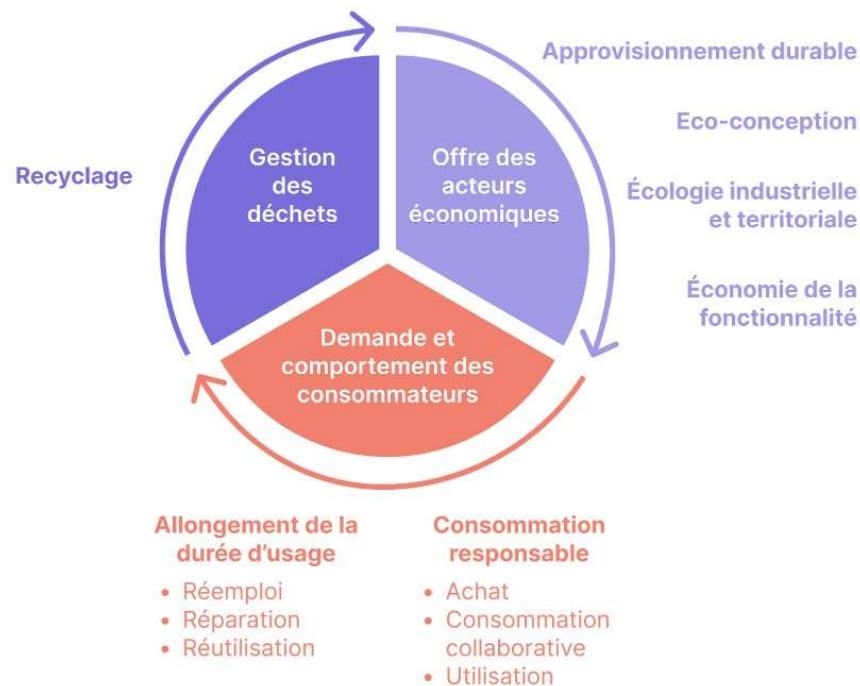 Recyclage
Gestion
des
déchets
Offre des
acteurs
économiques
Approvisionnement durable
Eco-conception
Écologie industrielle
et territoriale
Économie de la
fonctionnalité
Demande et
comportement des
consommateurs
Allongement de la
durée d'usage
• Réemploi
• Réparation
• Réutilisation
Consommation
responsable
• Achat
• Consommation
collaborative
• Utilisation